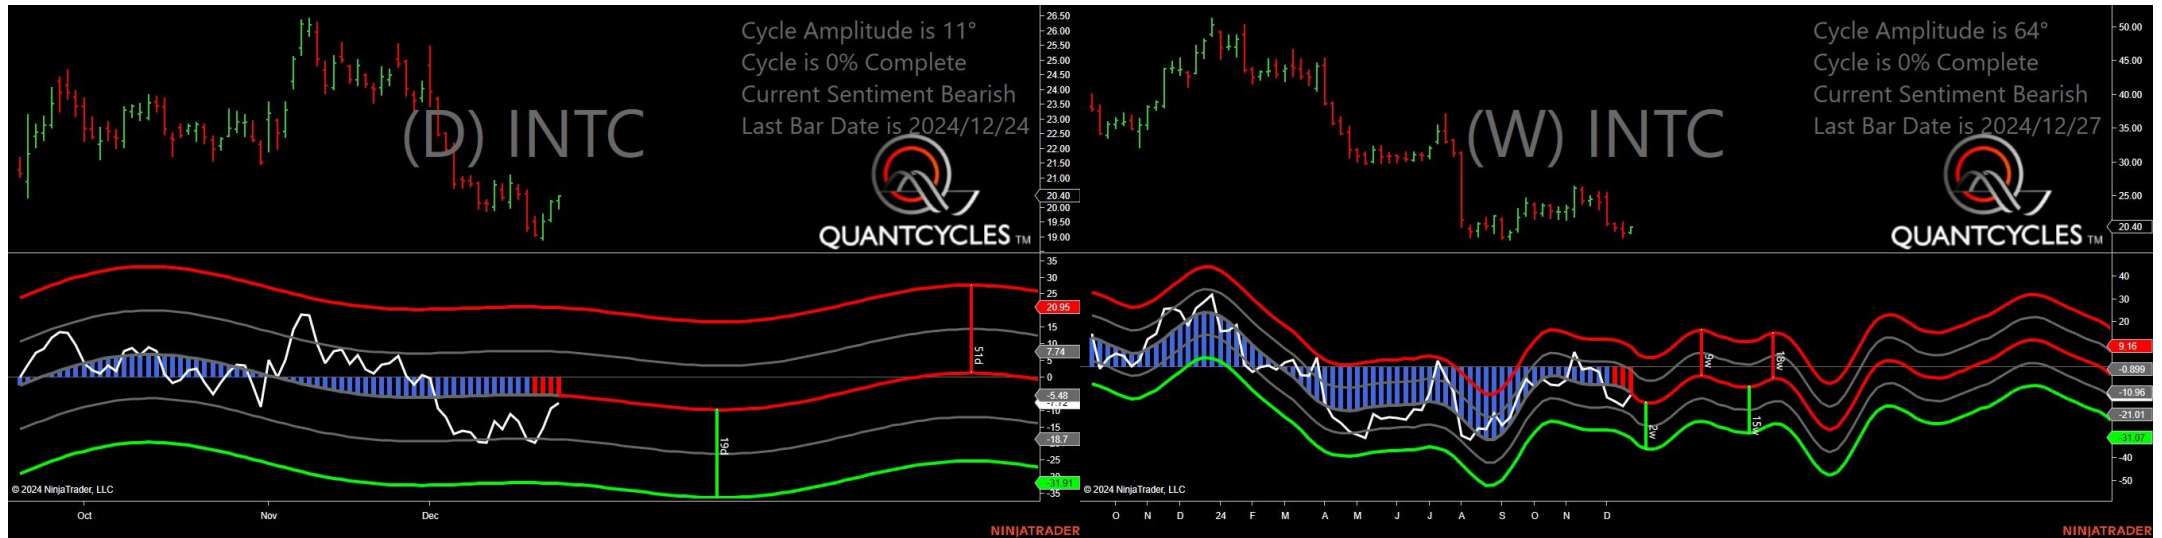 Cycle Amplitude is 11°
Cycle is 0% Complete
Current Sentiment Bearish
Last Bar Date is 2024/12/24
(D) INTC
QUANTCYCLES TM
26.50
26.00
25.50
25.00
24.50
24.00
23.50
23.00
22.50
22.00
21.50
21.00
20.40
20.00
19.50
19.00
35
30
25
20.95
15
10
7.74
5
0
-5.48
-10
-15
-18.7
-25
-31.91
-35
51d
19d
© 2024 NinjaTrader, LLC
Oct Nov Dec
NINJATRADER
Cycle Amplitude is 64°
Cycle is 0% Complete
Current Sentiment Bearish
Last Bar Date is 2024/12/27
(W) INTC
QUANTCYCLES TM
50.00
45.00
40.00
35.00
30.00
25.00
20.40
40
30
20
9.16
-0.899
-10.96
-21.01
-31.07
-40
-50
2w
9w
15w
18w
© 2024 NinjaTrader, LLC
O N D 24 F M A M J J A S O N D
NINJATRADER